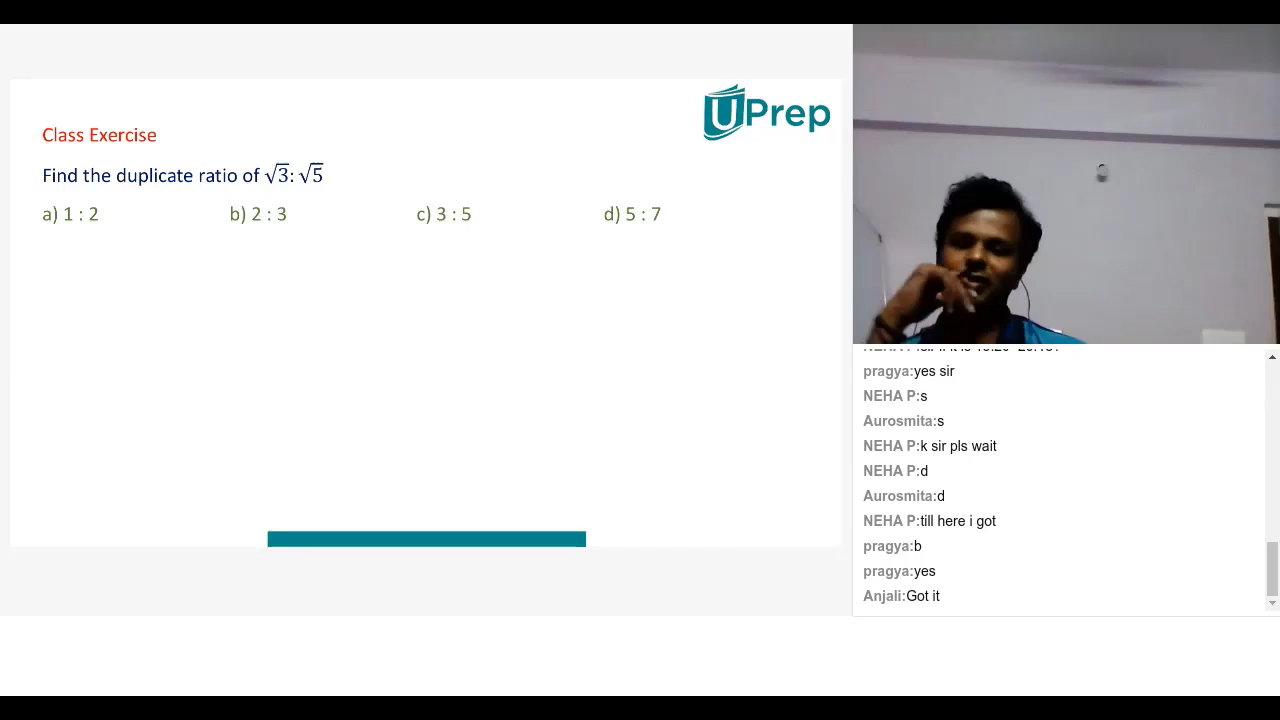 UPrep
Class Exercise
Find the duplicate ratio of √3: √5
a) 1 : 2 b) 2 : 3 c) 3 : 5 d) 5 : 7
pragya:yes sir
NEHA P:s
Aurosmita:s
NEHA P:k sir pls wait
NEHA P:d
Aurosmita:d
NEHA P:till here i got
pragya:b
pragya:yes
Anjali:Got it